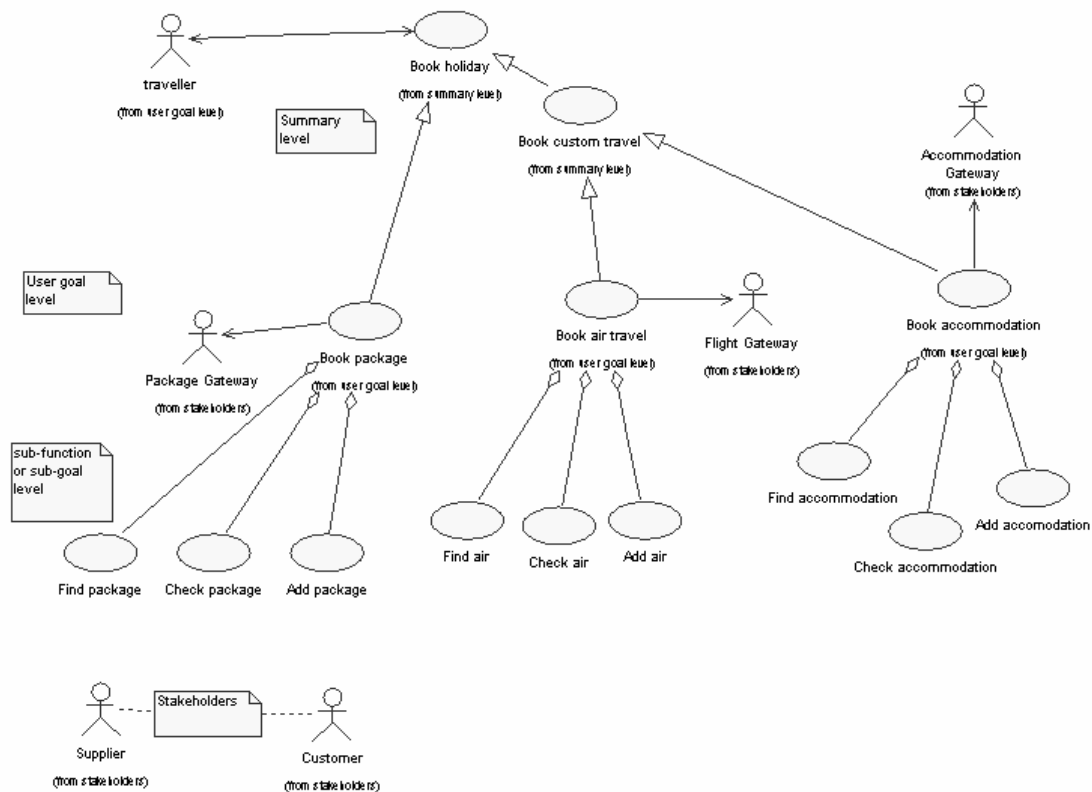 Book holiday
(from summary level)
traveller
(from user goal level)
Summary
level
Book custom travel
(from summary level)
Accommodation
Gateway
(from stakeholders)
User goal
level
Book package
(from user goal level)
Package Gateway
(from stakeholders)
Book air travel
(from user goal level)
Flight Gateway
(from stakeholders)
Book accommodation
(from user goal level)
sub-function
or sub-goal
level
Find package
Check package
Add package
Find air
Check air
Add air
Find accommodation
Check accommodation
Add accomodation
Stakeholders
Supplier
(from stakeholders)
Customer
(from stakeholders)